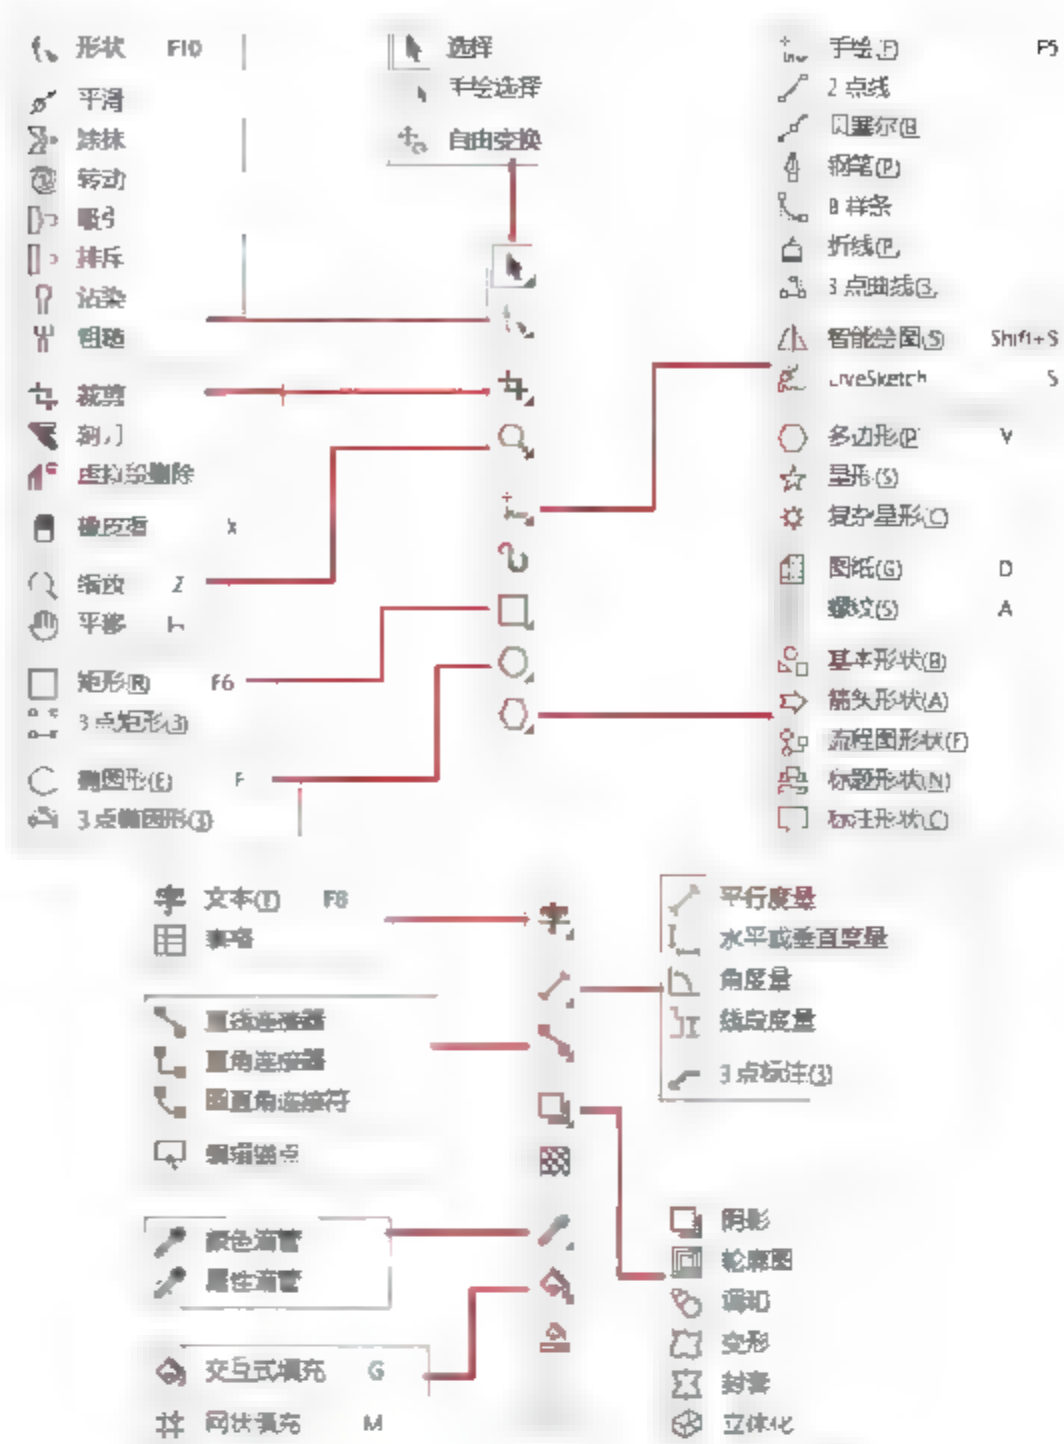 形状 F10
平滑
涂抹
转动
吸引
排斥
沾染
粗糙
裁剪
刻刀
虚拟段删除
橡皮擦 X
缩放 Z
平移 H
矩形(R) F6
3 点矩形(3)
椭圆形(E)
3 点椭圆形(3)
选择
手绘选择
自由变换
手绘(F) F5
2 点线
贝塞尔(B)
钢笔(P)
B 样条
折线(P)
3 点曲线(3)
智能绘图(S) Shift+S
LiveSketch S
多边形(P) Y
星形(S)
复杂星形(C)
图纸(G) D
螺纹(S) A
基本形状(B)
箭头形状(A)
流程图形状(F)
标题形状(N)
标注形状(C)
文本(T) F8
表格
直线连接器
直角连接器
圆直角连接符
编辑锚点
颜色滴管
属性滴管
交互式填充 G
网状填充 M
字
平行度量
水平或垂直度量
角度量
线段度量
3 点标注(3)
阴影
轮廓图
调和
变形
封套
立体化